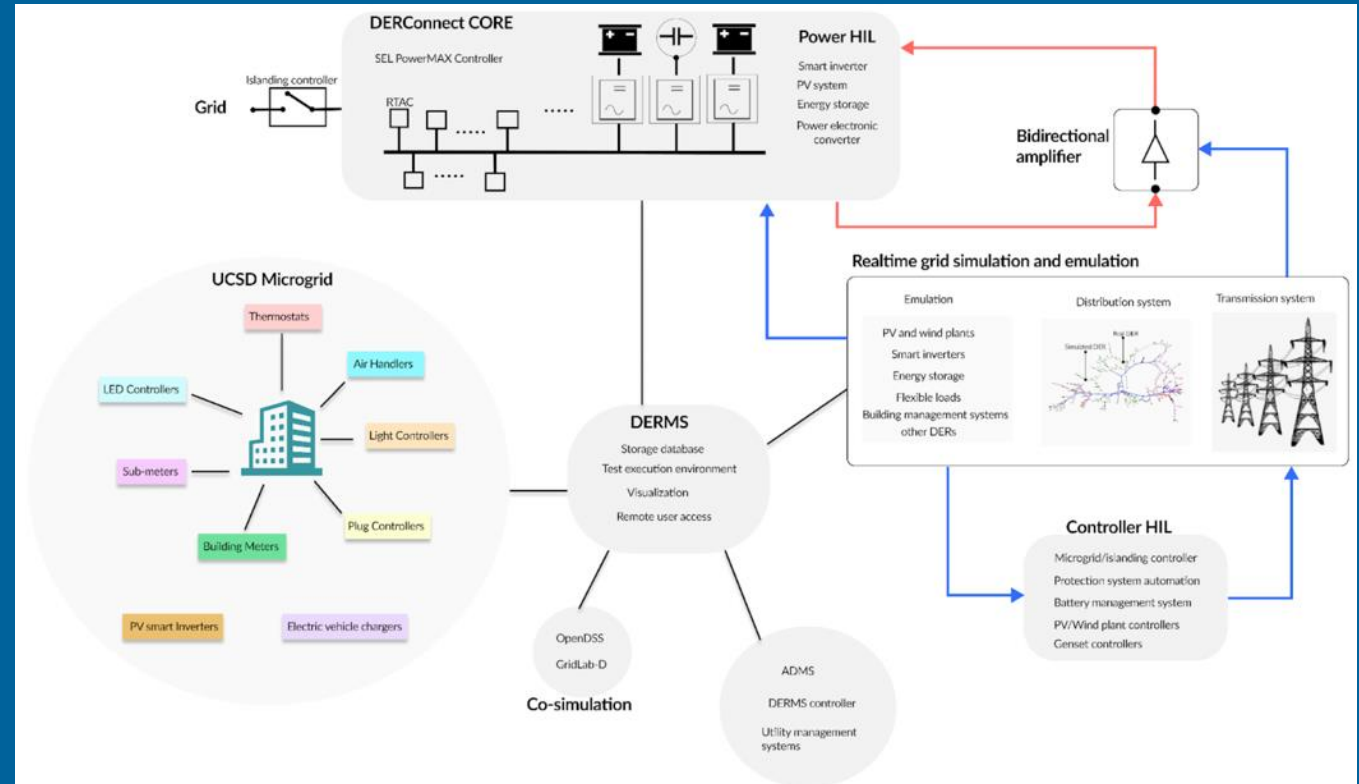 DERConnect CORE
SEL PowerMAX Controller
Power HIL
Smart inverter
PV system
Energy storage
Power electronic
converter
Islanding controller
Grid
RTAC
.....
.....
.....
Bidirectional
amplifier
Realtime grid simulation and emulation
Emulation
PV and wind plants
Smart inverters
Energy storage
Flexible loads
Building management systems
other DERs
Distribution system
Simulated DER
Real DER
Transmission system
UCSD Microgrid
Thermostats
Air Handlers
LED Controllers
Light Controllers
Sub-meters
Plug Controllers
Building Meters
PV smart Inverters
Electric vehicle chargers
DERMS
Storage database
Test execution environment
Visualization
Remote user access
Controller HIL
Microgrid/islanding controller
Protection system automation
Battery management system
PV/Wind plant controllers
Genset controllers
OpenDSS
GridLab-D
Co-simulation
ADMS
DERMS controller
Utility management
systems